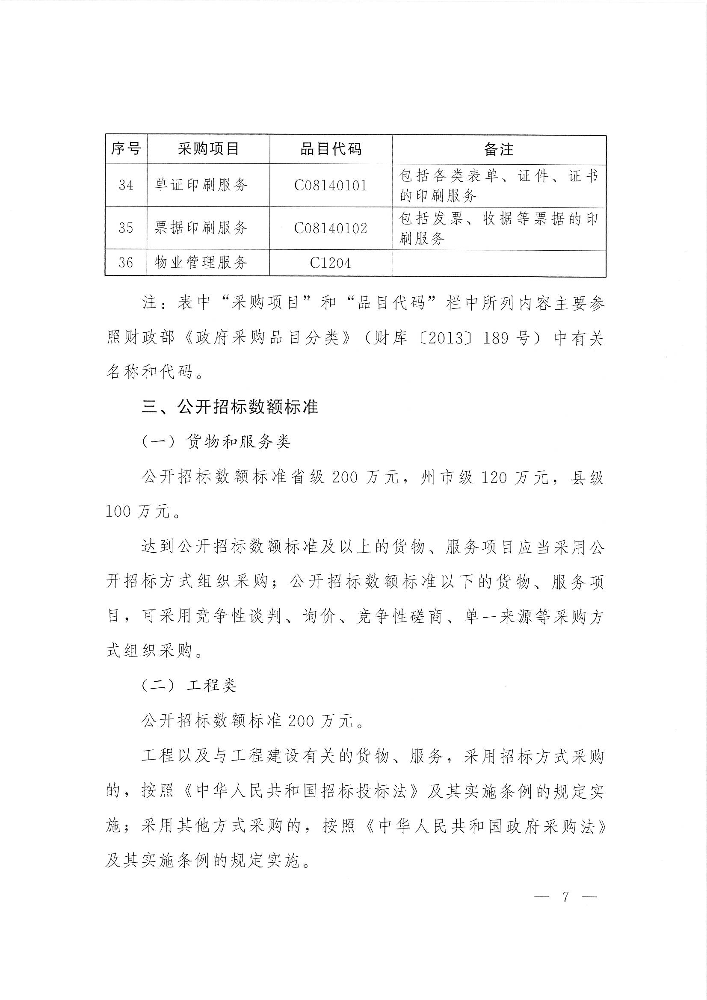 序号 采购项目 品目代码 备注
34 单证印刷服务 C08140101 包括各类表单、证件、证书
的印刷服务
35 票据印刷服务 C08140102 包括发票、收据等票据的印
刷服务
36 物业管理服务 C1204
注：表中“采购项目”和“品目代码”栏中所列内容主要参
照财政部《政府采购品目分类》（财库〔2013〕189号）中有关
名称和代码。
三、公开招标数额标准
（一）货物和服务类
公开招标数额标准省级200万元，州市级120万元，县级
100万元。
达到公开招标数额标准及以上的货物、服务项目应当采用公
开招标方式组织采购；公开招标数额标准以下的货物、服务项
目，可采用竞争性谈判、询价、竞争性磋商、单一来源等采购方
式组织采购。
（二）工程类
公开招标数额标准200万元。
工程以及与工程建设有关的货物、服务，采用招标方式采购
的，按照《中华人民共和国招标投标法》及其实施条例的规定实
施；采用其他方式采购的，按照《中华人民共和国政府采购法》
及其实施条例的规定实施。
— 7 —